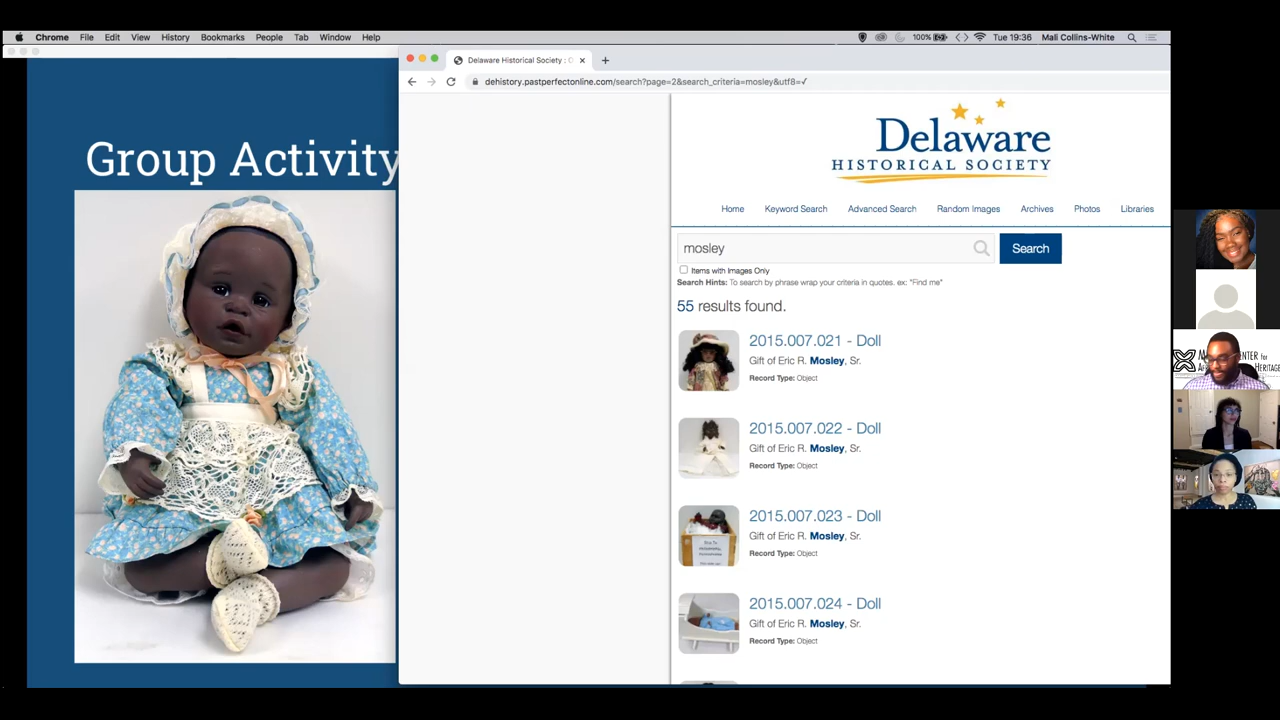 Chrome File Edit View History Bookmarks People Tab Window Help 100% Tue 19:36 Mali Collins-White
Delaware Historical Society :
dehistory.pastperfectonline.com/search?page=2&search_criteria=mosley&utf8=✓
Group Activity
Delaware
HISTORICAL SOCIETY
Home Keyword Search Advanced Search Random Images Archives Photos Libraries
mosley Search
Items with Images Only
Search Hints: To search by phrase wrap your criteria in quotes. ex: "Find me"
55 results found.
2015.007.021 - Doll
Gift of Eric R. Mosley, Sr.
Record Type: Object
2015.007.022 - Doll
Gift of Eric R. Mosley, Sr.
Record Type: Object
2015.007.023 - Doll
Gift of Eric R. Mosley, Sr.
Record Type: Object
2015.007.024 - Doll
Gift of Eric R. Mosley, Sr.
Record Type: Object